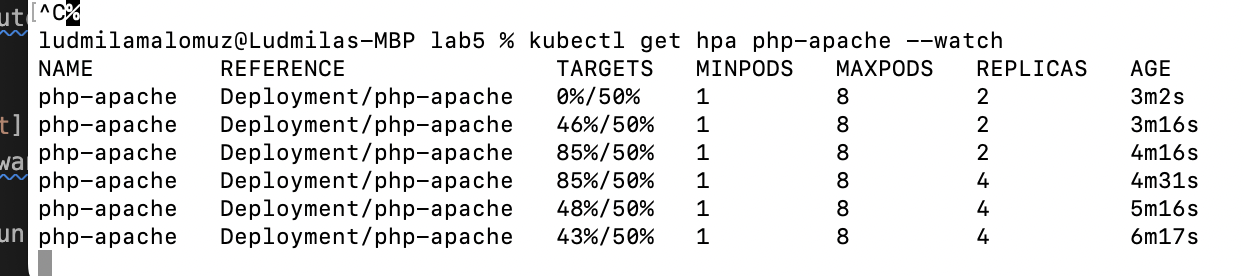 [^C%
ludmilamalomuz@Ludmilas-MBP lab5 % kubectl get hpa php-apache --watch
NAME REFERENCE TARGETS MINPODS MAXPODS REPLICAS AGE
php-apache Deployment/php-apache 0%/50% 1 8 2 3m2s
php-apache Deployment/php-apache 46%/50% 1 8 2 3m16s
php-apache Deployment/php-apache 85%/50% 1 8 2 4m16s
php-apache Deployment/php-apache 85%/50% 1 8 4 4m31s
php-apache Deployment/php-apache 48%/50% 1 8 4 5m16s
php-apache Deployment/php-apache 43%/50% 1 8 4 6m17s